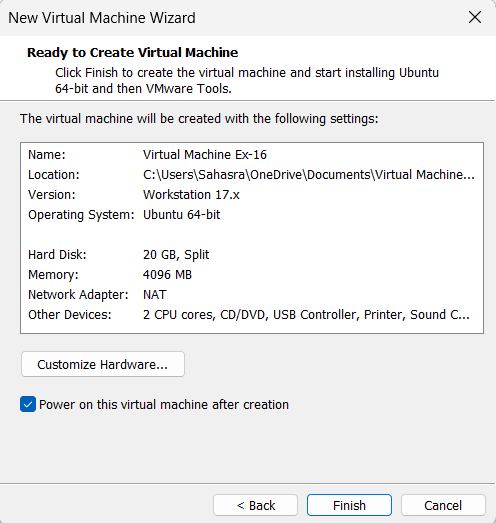 New Virtual Machine Wizard
Ready to Create Virtual Machine
Click Finish to create the virtual machine and start installing Ubuntu
64-bit and then VMware Tools.
The virtual machine will be created with the following settings:
Name: Virtual Machine Ex-16
Location: C:\Users\Sahasra\OneDrive\Documents\Virtual Machine...
Version: Workstation 17.x
Operating System: Ubuntu 64-bit
Hard Disk: 20 GB, Split
Memory: 4096 MB
Network Adapter: NAT
Other Devices: 2 CPU cores, CD/DVD, USB Controller, Printer, Sound C...
Customize Hardware...
Power on this virtual machine after creation
< Back Finish Cancel